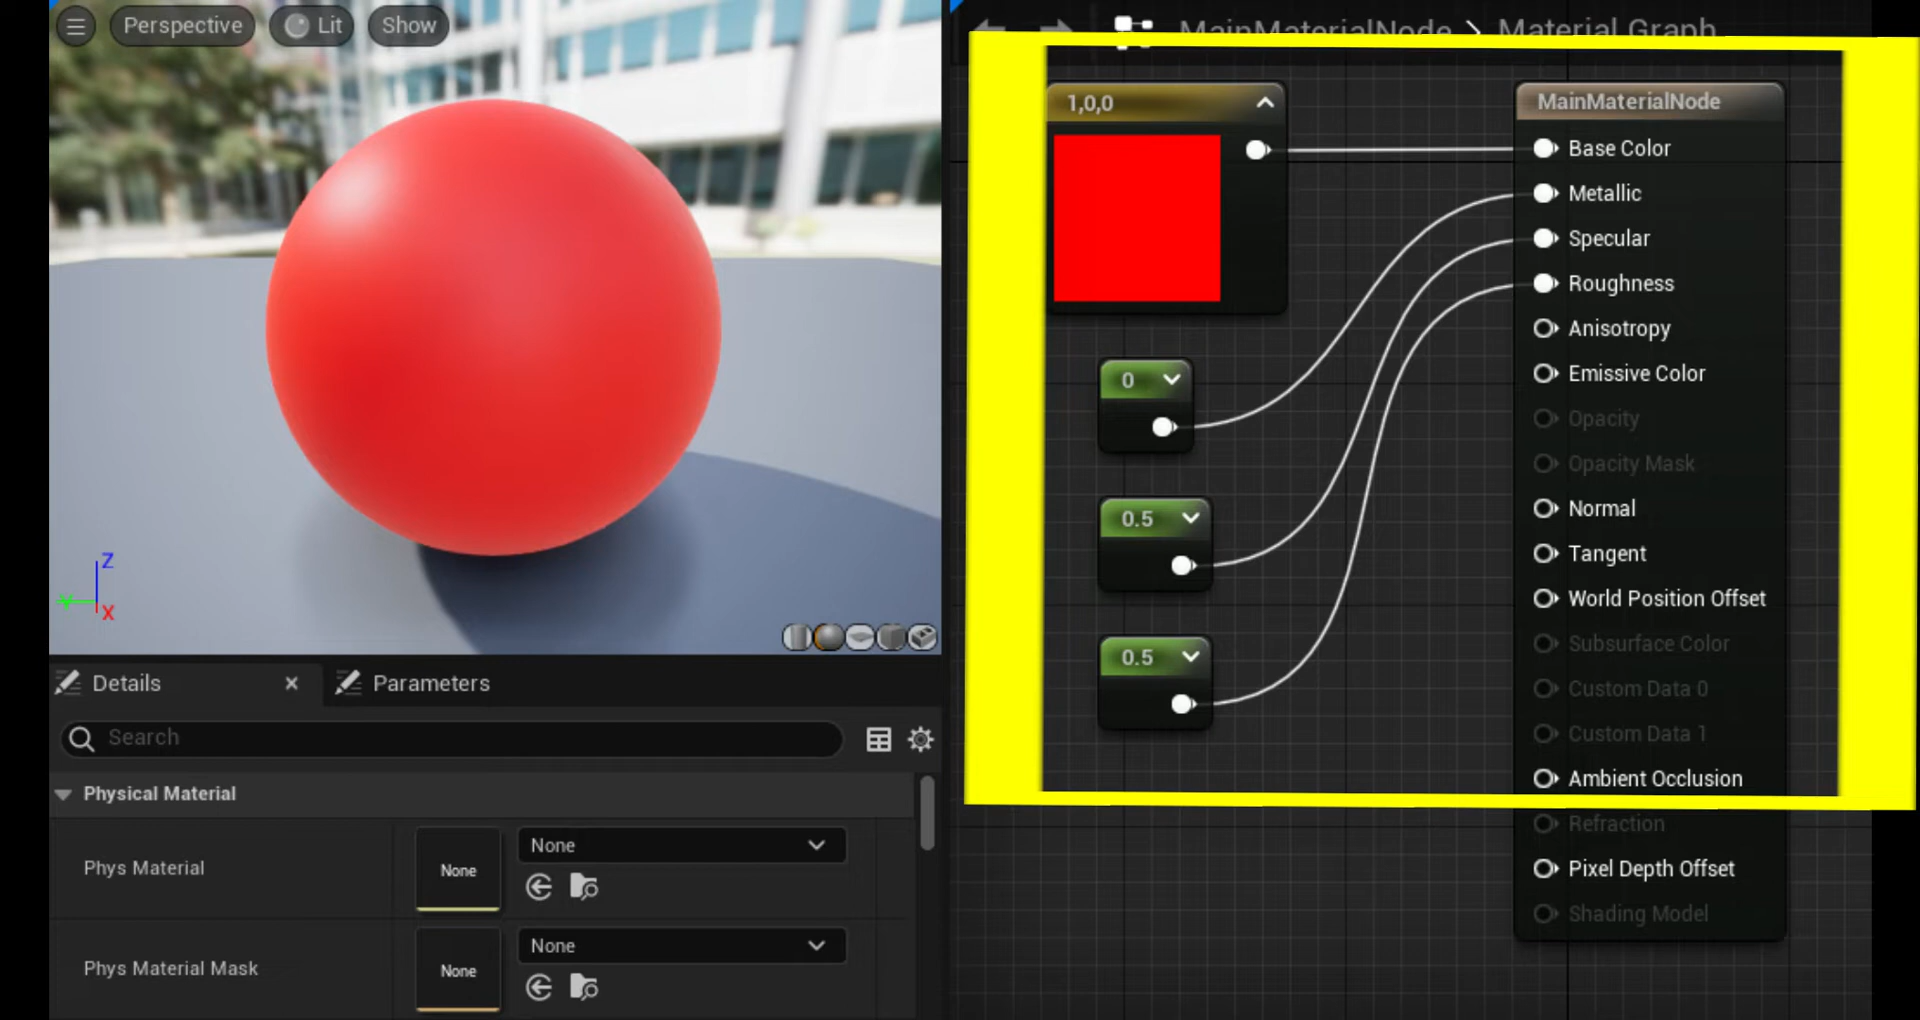 Perspective
Lit
Show
Z
Y
X
Details
Parameters
Search
Physical Material
Phys Material
None
None
Phys Material Mask
None
None
MainMaterialNode > Material Graph
1,0,0
0
0.5
0.5
MainMaterialNode
Base Color
Metallic
Specular
Roughness
Anisotropy
Emissive Color
Opacity
Opacity Mask
Normal
Tangent
World Position Offset
Subsurface Color
Custom Data 0
Custom Data 1
Ambient Occlusion
Refraction
Pixel Depth Offset
Shading Model